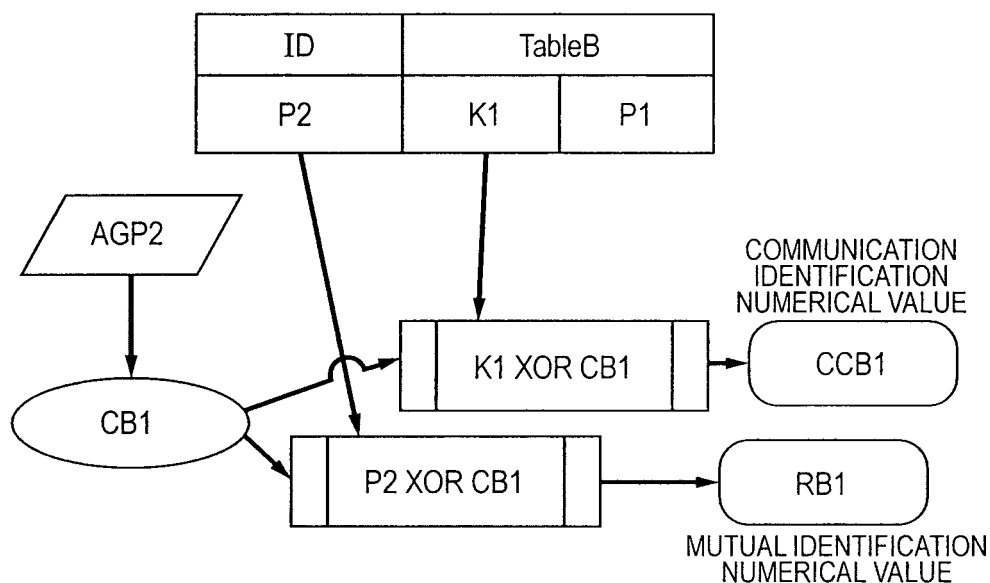 ID
TableB
P2
K1
P1
AGP2
COMMUNICATION
IDENTIFICATION
NUMERICAL VALUE
K1 XOR CB1
CCB1
CB1
P2 XOR CB1
RB1
MUTUAL IDENTIFICATION
NUMERICAL VALUE